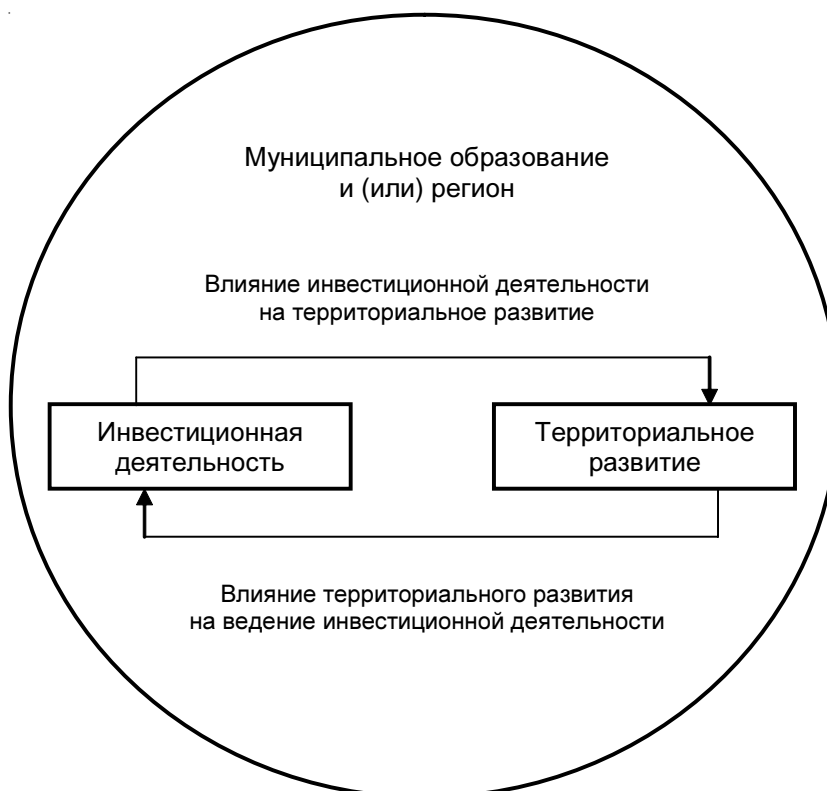 Муниципальное образование
и (или) регион
Влияние инвестиционной деятельности
на территориальное развитие
Инвестиционная
деятельность
Территориальное
развитие
Влияние территориального развития
на ведение инвестиционной деятельности